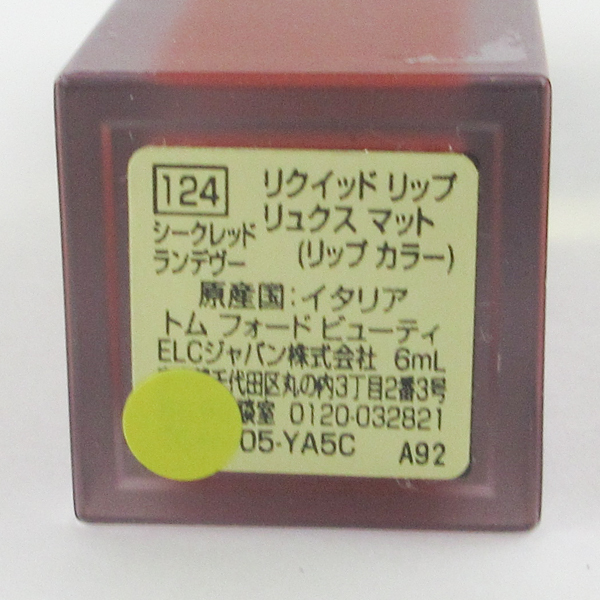 124
リクイッド リップ
リュクス マット
シークレッド
ランデヴー
(リップ カラー)
原産国:イタリア
トム フォード ビューティ
ELCジャパン株式会社 6mL
千代田区丸の内3丁目2番3号
談室 0120-032821
05-YA5C A92